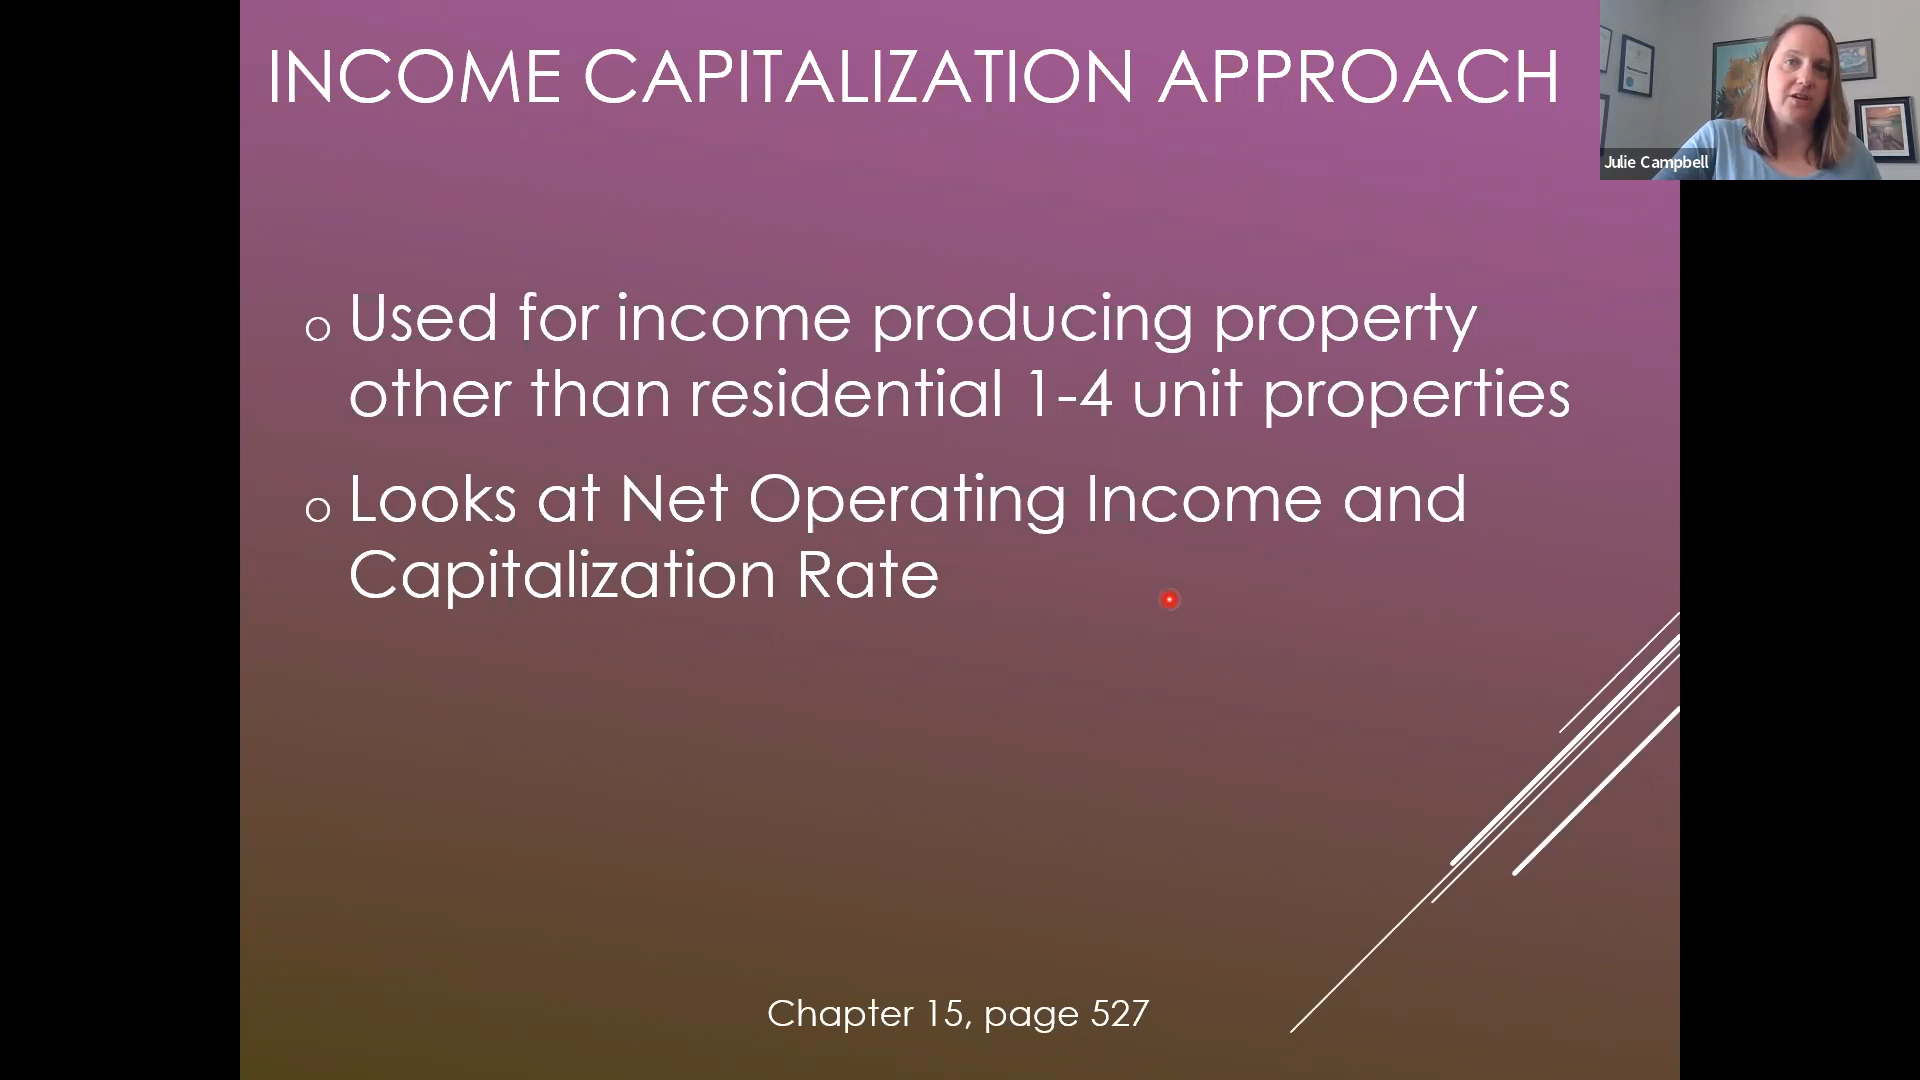 INCOME CAPITALIZATION APPROACH
Julie Campbell
o Used for income producing property
other than residential 1-4 unit properties
o Looks at Net Operating Income and
Capitalization Rate
Chapter 15, page 527